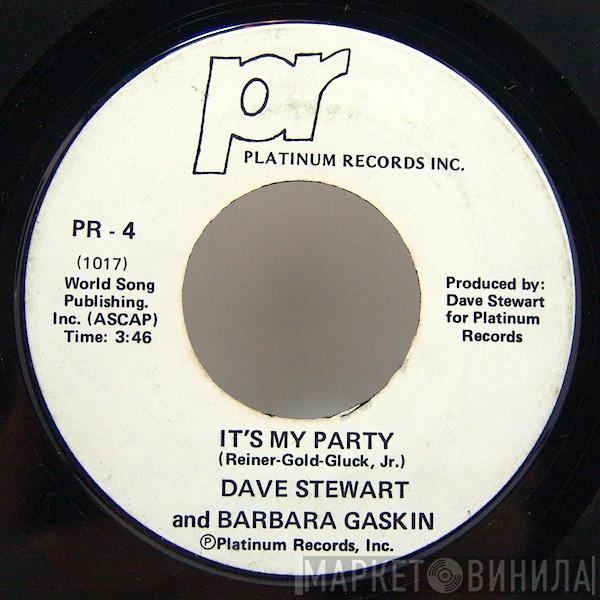 pr
PLATINUM RECORDS INC.
PR - 4
(1017)
World Song
Publishing.
Inc. (ASCAP)
Time: 3:46
Produced by:
Dave Stewart
for Platinum
Records
IT'S MY PARTY
(Reiner-Gold-Gluck, Jr.)
DAVE STEWART
and BARBARA GASKIN
ⓅPlatinum Records, Inc.
МАРКЕТ ВИНИЛА